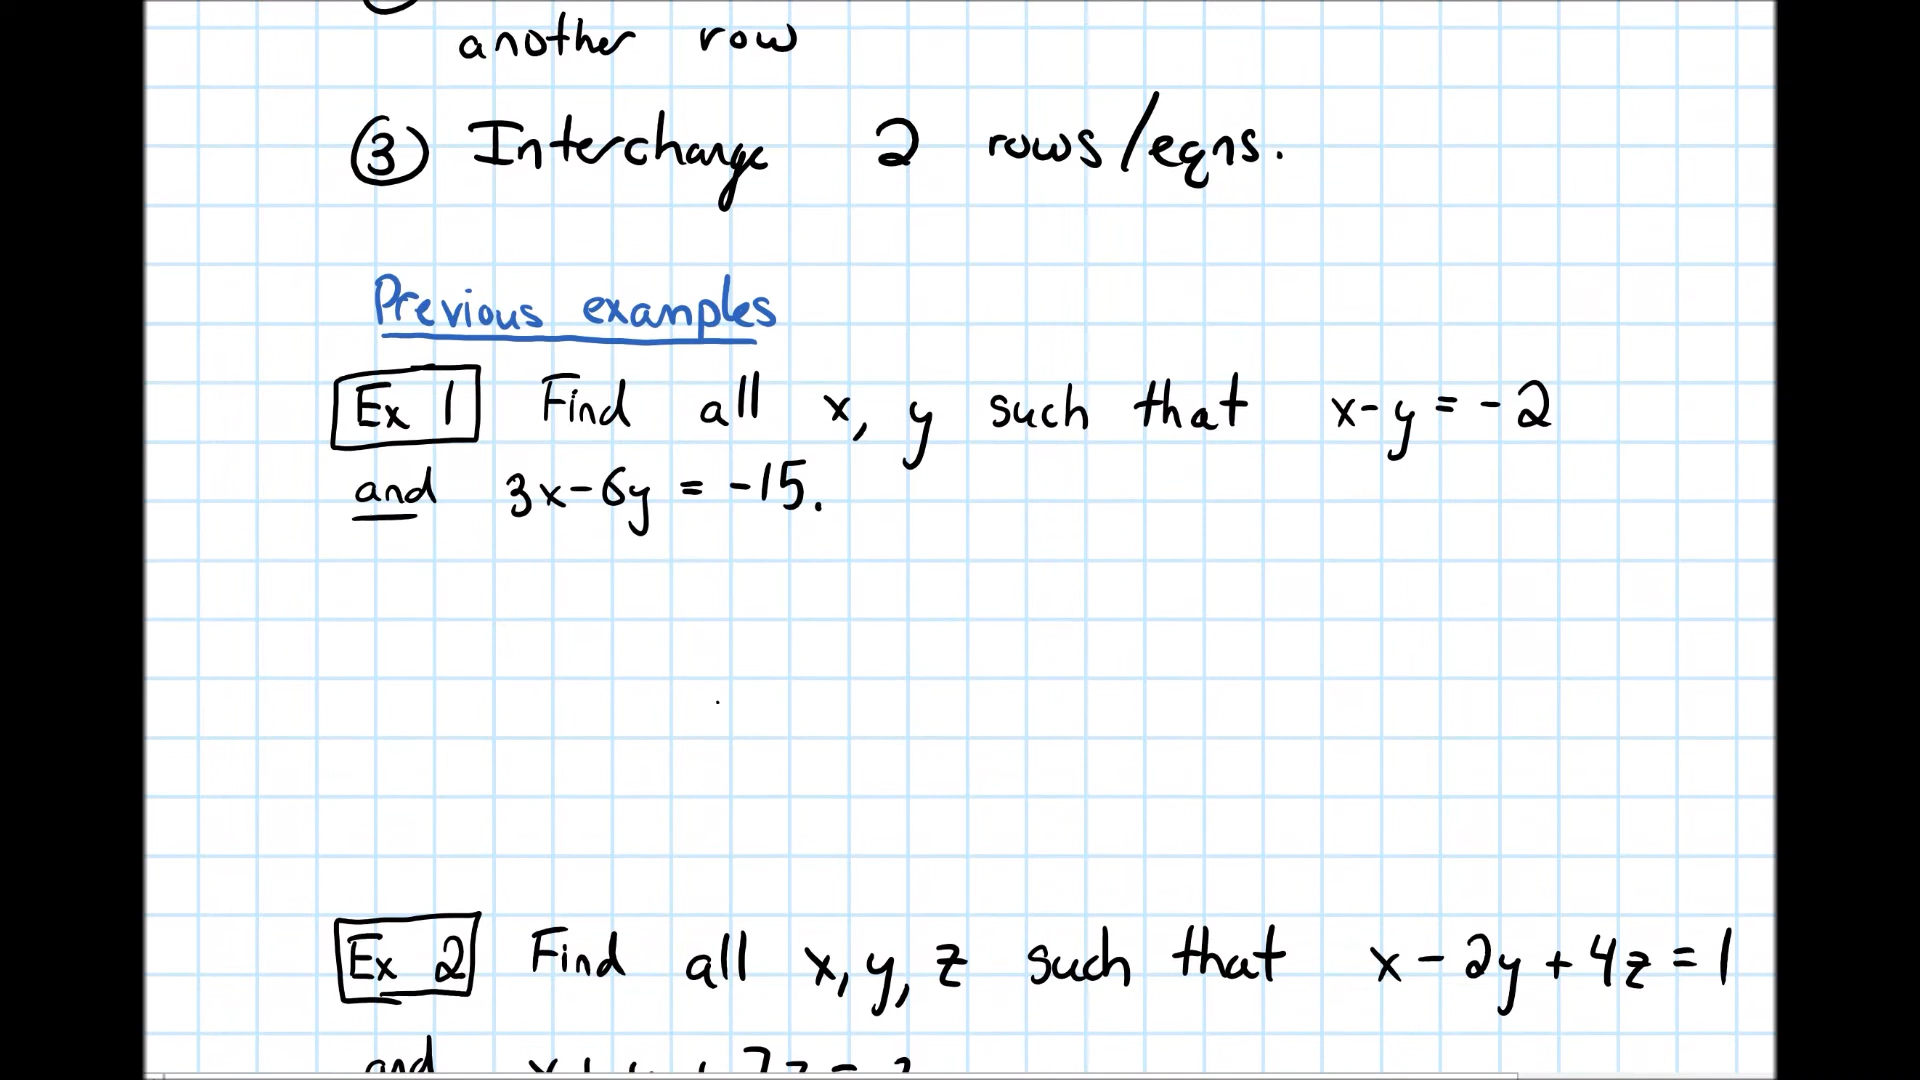 another row
③ Interchange 2 rows/eqns.
Previous examples
Ex 1 Find all x, y such that x-y = -2
and 3x-6y = -15.
Ex 2 Find all x, y, z such that x - 2y + 4z = 1
and